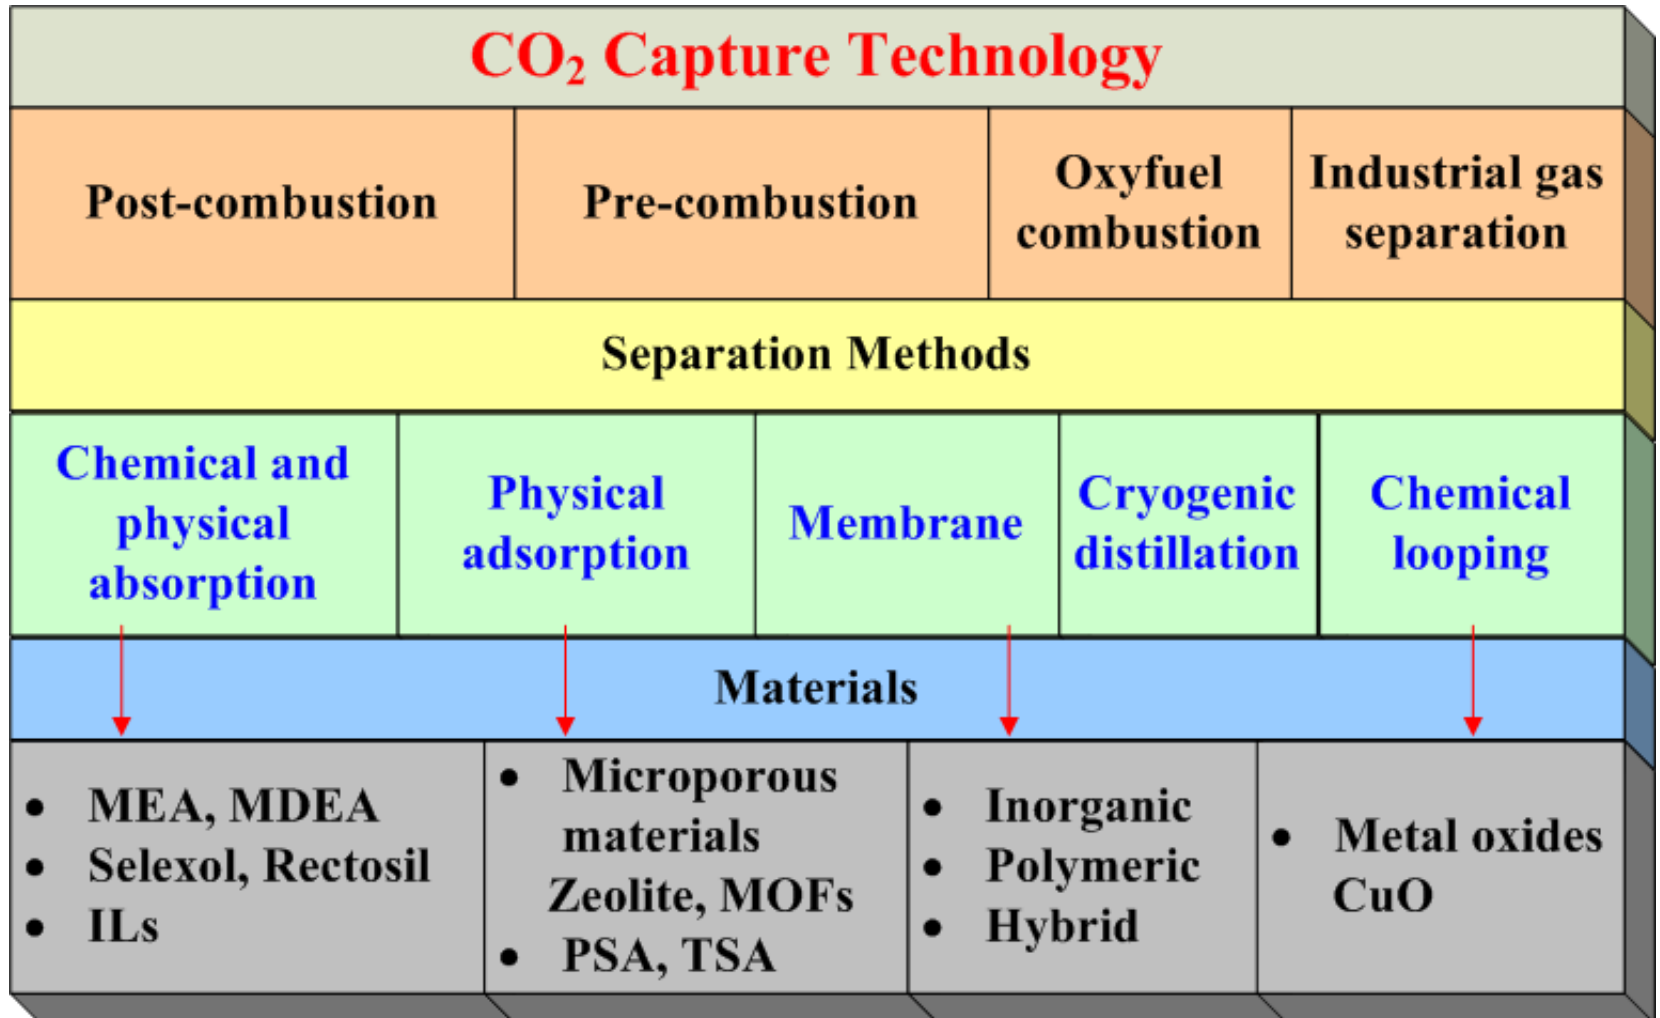 CO₂ Capture Technology
Post-combustion
Pre-combustion
Oxyfuel
combustion
Industrial gas
separation
Separation Methods
Chemical and
physical
absorption
Physical
adsorption
Membrane
Cryogenic
distillation
Chemical
looping
Materials
• MEA, MDEA
• Selexol, Rectosil
• ILs
• Microporous
materials
Zeolite, MOFs
• PSA, TSA
• Inorganic
• Polymeric
• Hybrid
• Metal oxides
CuO